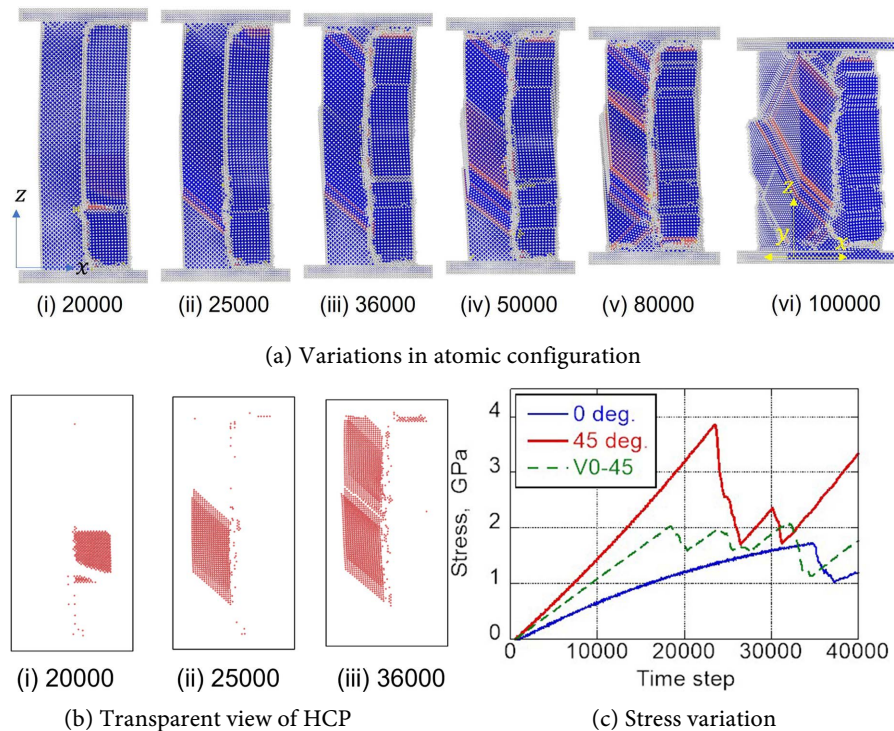 z
x
z
y
x
(i) 20000
(ii) 25000
(iii) 36000
(iv) 50000
(v) 80000
(vi) 100000
(a) Variations in atomic configuration
(i) 20000
(ii) 25000
(iii) 36000
(b) Transparent view of HCP
4
3
2
1
0
Stress, GPa
0 deg.
45 deg.
V0-45
0
10000
20000
30000
40000
Time step
(c) Stress variation